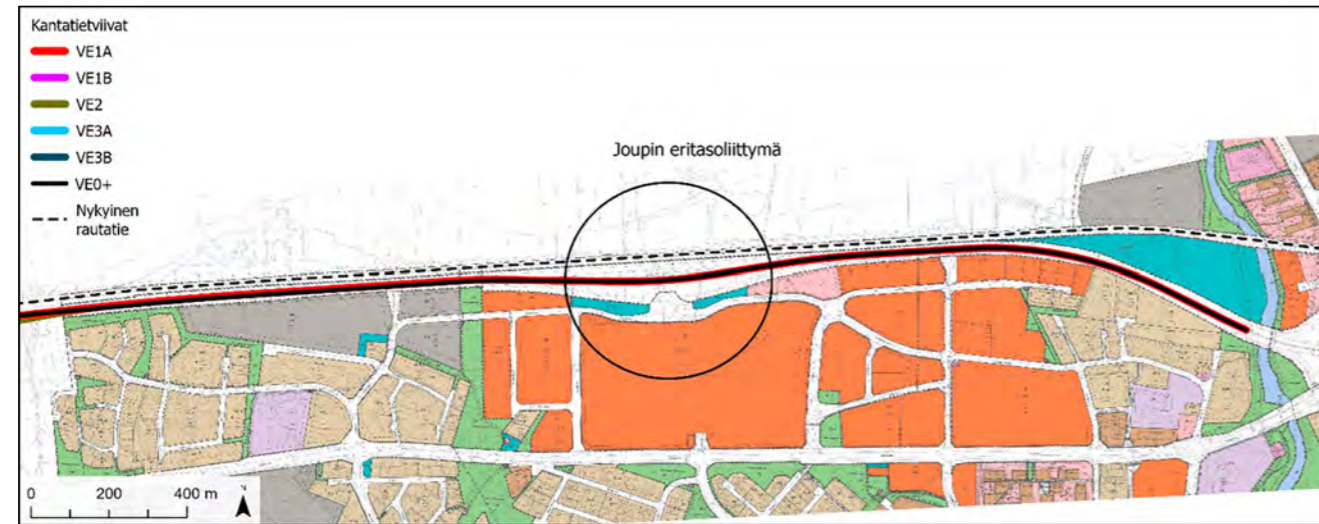 Kantatietviivat
VE1A
VE1B
VE2
VE3A
VE3B
VE0+
Nykyinen
rautatie
Joupin eritasoliittymä
0 200 400 m